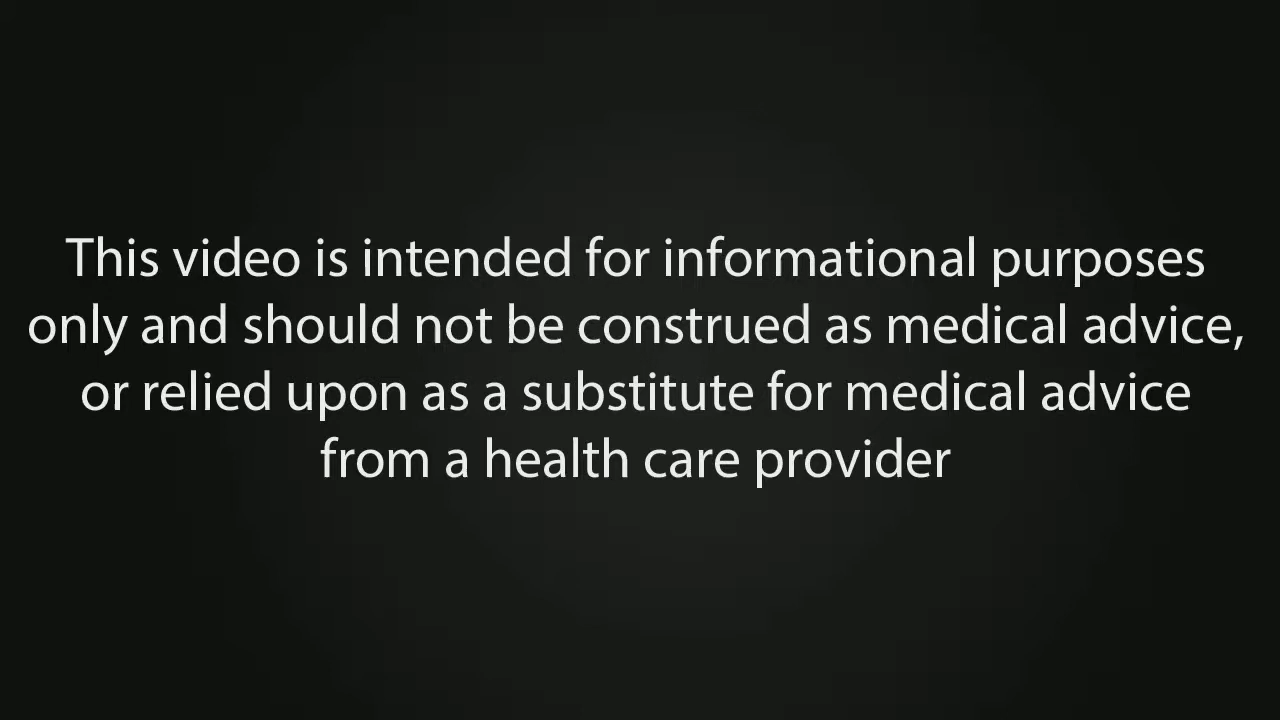 This video is intended for informational purposes
only and should not be construed as medical advice,
or relied upon as a substitute for medical advice
from a health care provider